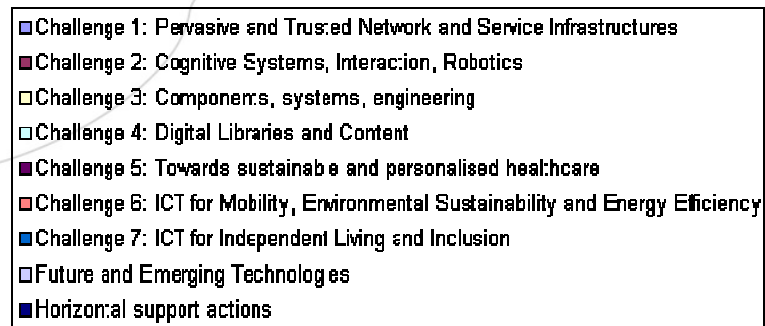 Challenge 1: Pervasive and Trusted Network and Service Infrastructures
Challenge 2: Cognitive Systems, Interaction, Robotics
Challenge 3: Components, systems, engineering
Challenge 4: Digital Libraries and Content
Challenge 5: Towards sustainable and personalised healthcare
Challenge 6: ICT for Mobility, Environmental Sustainability and Energy Efficiency
Challenge 7: ICT for Independent Living and Inclusion
Future and Emerging Technologies
Horizontal support actions